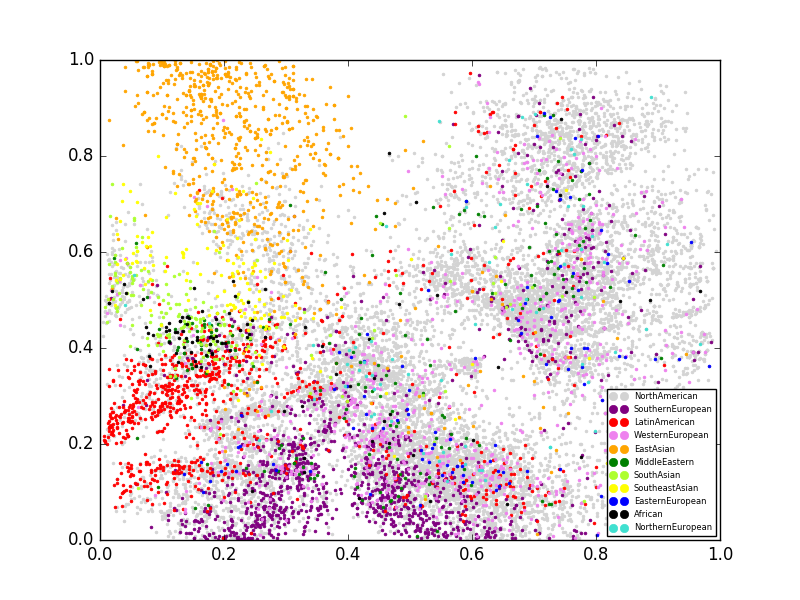 1.0
0.8
0.6
0.4
0.2
0.0
0.0 0.2 0.4 0.6 0.8 1.0
NorthAmerican
SouthernEuropean
LatinAmerican
WesternEuropean
EastAsian
MiddleEastern
SouthAsian
SoutheastAsian
EasternEuropean
African
NorthernEuropean